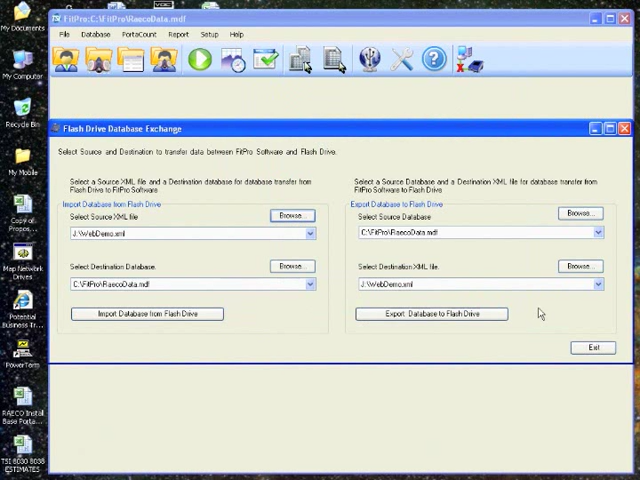 My Documents
My Computer
Recycle Bin
My Mobile
Copy of
Propos...
Map Network
Drives
Potential
Business Tr...
PowerTerm
RAECO Install
Base Porta...
TSI 8030 8038
ESTIMATES
FitPro:C:\FitPro\RaecoData.mdf
File Database PortaCount Report Setup Help
Flash Drive Database Exchange
Select Source and Destination to transfer data between FitPro Software and Flash Drive.
Select a Source XML file and a Destination database for database transfer from
Flash Drive to FitPro Software
Import Database from Flash Drive
Select Source XML file
Browse...
J:\WebDemo.xml
Select Destination Database.
Browse...
C:\FitPro\RaecoData.mdf
Import Database from Flash Drive
Select a Source Database and a Destination XML file for database transfer from
FitPro Software to Flash Drive
Export Database to Flash Drive
Select Source Database
Browse...
C:\FitPro\RaecoData.mdf
Select Destination XML file.
Browse...
J:\WebDemo.xml
Export Database to Flash Drive
Exit